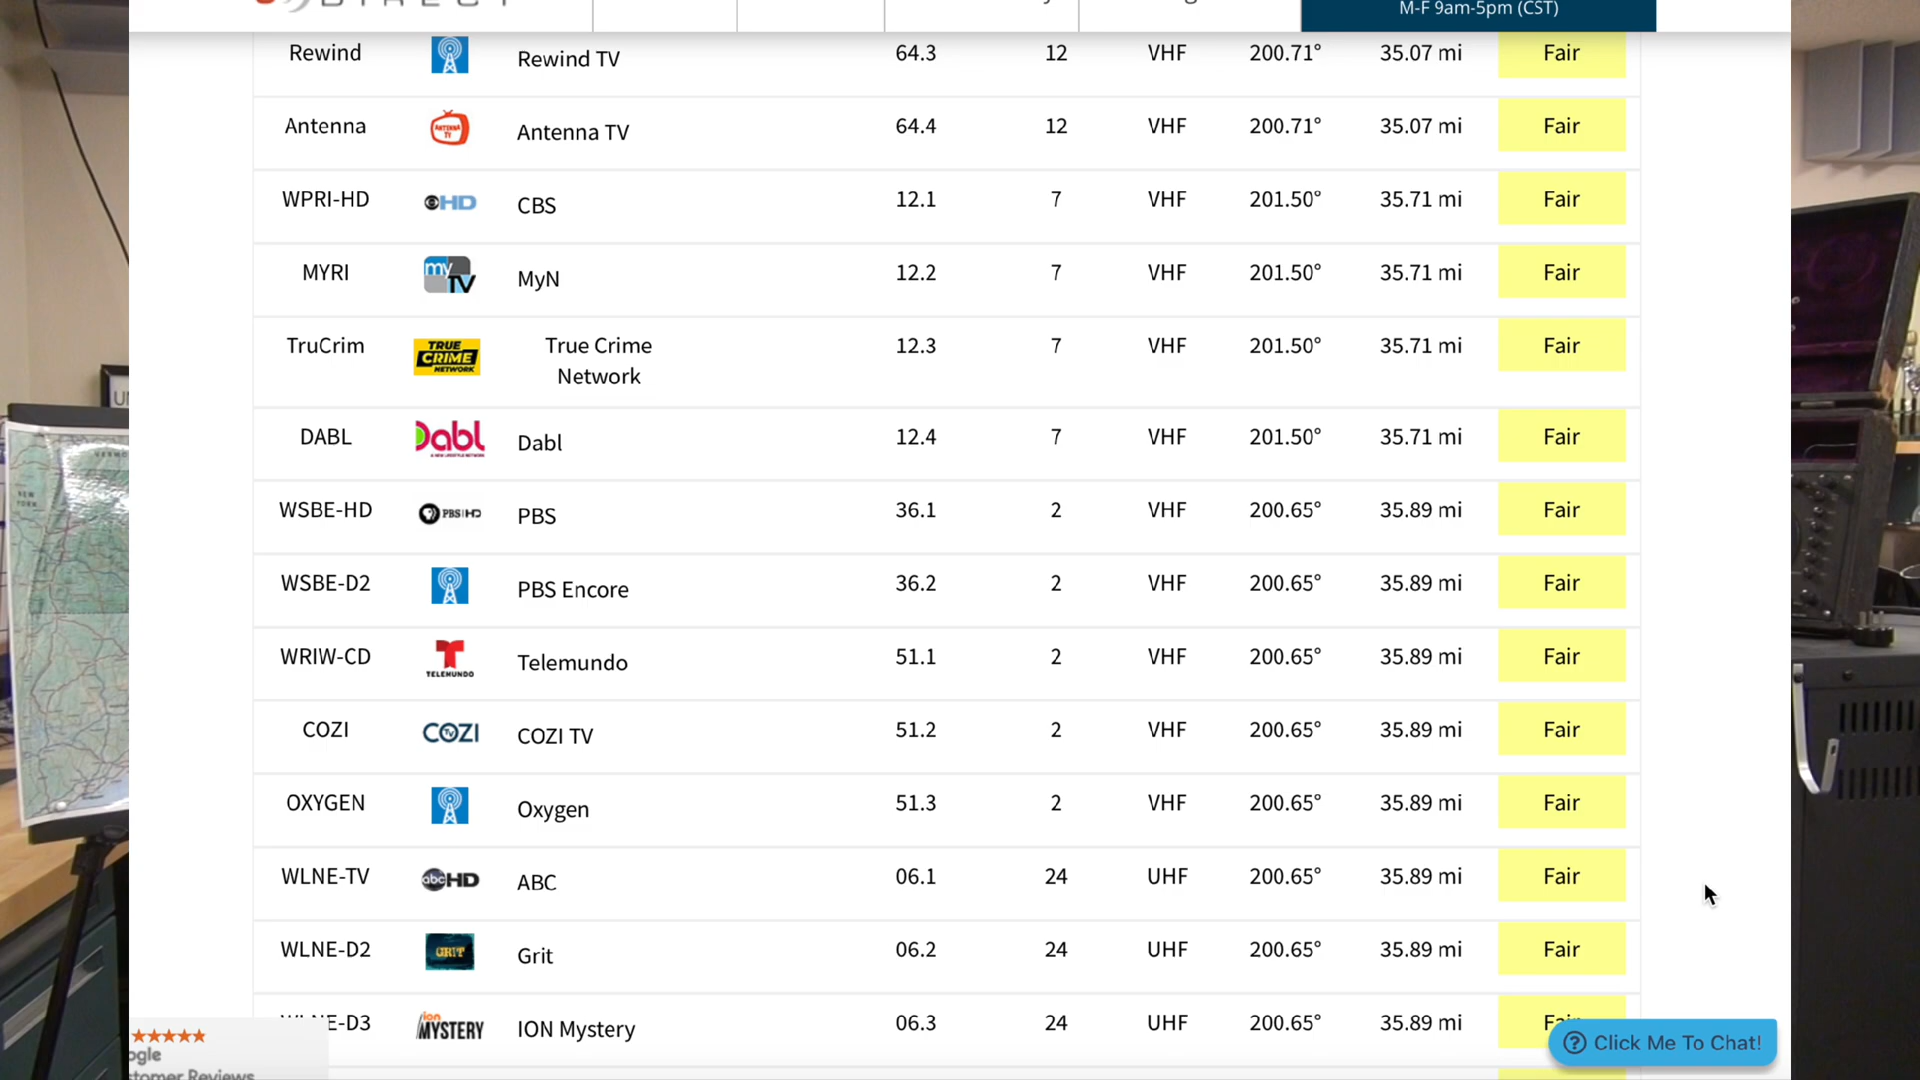 M-F 9am-5pm (CST)
Rewind Rewind TV 64.3 12 VHF 200.71° 35.07 mi Fair
Antenna ANTENNA TV Antenna TV 64.4 12 VHF 200.71° 35.07 mi Fair
WPRI-HD HD CBS 12.1 7 VHF 201.50° 35.71 mi Fair
MYRI my TV MyN 12.2 7 VHF 201.50° 35.71 mi Fair
TruCrim TRUE CRIME NETWORK True Crime Network 12.3 7 VHF 201.50° 35.71 mi Fair
DABL Dabl Dabl 12.4 7 VHF 201.50° 35.71 mi Fair
WSBE-HD PBS HD PBS 36.1 2 VHF 200.65° 35.89 mi Fair
WSBE-D2 PBS Encore 36.2 2 VHF 200.65° 35.89 mi Fair
WRIW-CD TELEMUNDO Telemundo 51.1 2 VHF 200.65° 35.89 mi Fair
COZI COZI TV COZI TV 51.2 2 VHF 200.65° 35.89 mi Fair
OXYGEN Oxygen 51.3 2 VHF 200.65° 35.89 mi Fair
WLNE-TV abc HD ABC 06.1 24 UHF 200.65° 35.89 mi Fair
WLNE-D2 GRIT Grit 06.2 24 UHF 200.65° 35.89 mi Fair
WLNE-D3 ion MYSTERY ION Mystery 06.3 24 UHF 200.65° 35.89 mi Fair
Click Me To Chat!
ogle
stomer Reviews
NEW YORK